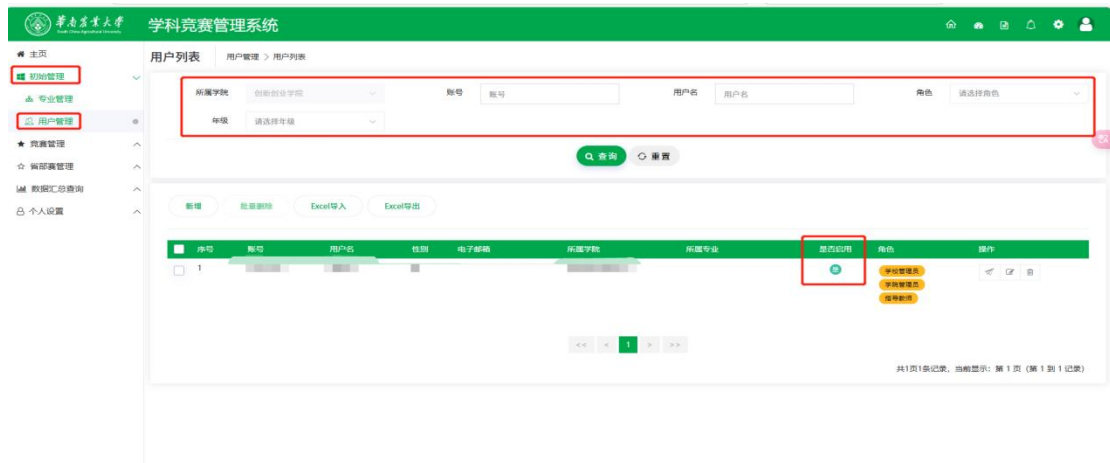 华南农业大学 学科竞赛管理系统
South China Agricultural University
主页
用户列表 用户管理 > 用户列表
初始管理
专业管理
用户管理
竞赛管理
省部赛管理
数据汇总查询
个人设置
所属学院 创新创业学院 账号 账号 用户名 用户名 角色 请选择角色
年级 请选择年级
查询 重置
新增 批量删除 Excel导入 Excel导出
序号 账号 用户名 性别 电子邮箱 所属学院 所属专业 是否启用 角色 操作
1 是 学校管理员
学院管理员
指导教师
<< < 1 > >>
共1页1条记录，当前显示：第 1 页（第 1 到 1 记录）